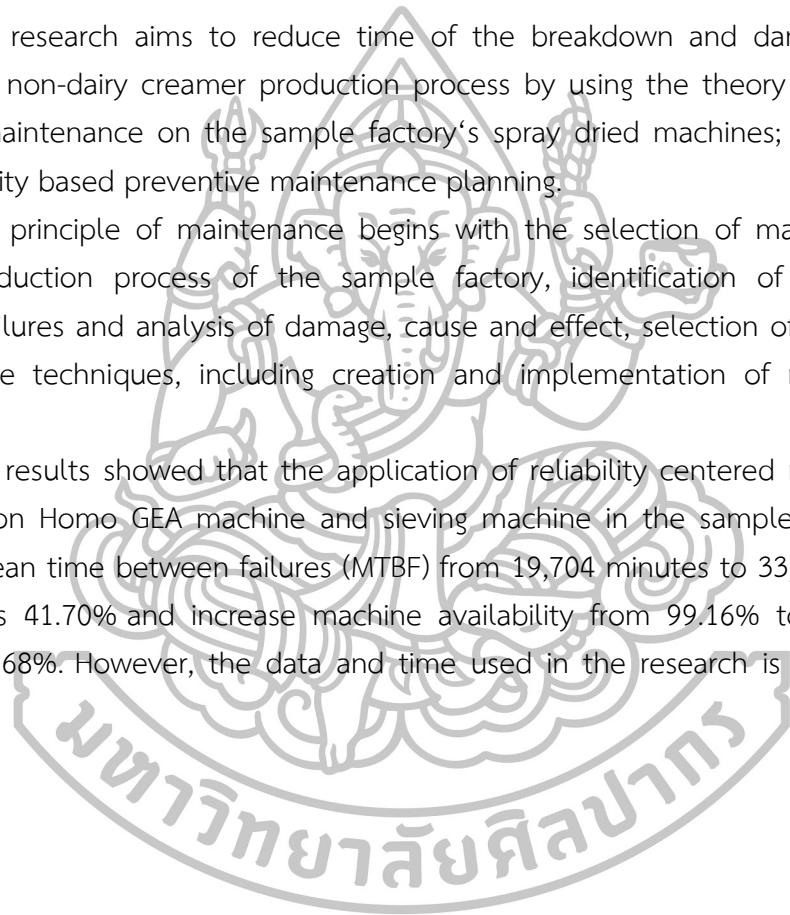 research aims to reduce time of the breakdown and dar
non-dairy creamer production process by using the theory
naintenance on the sample factory‘s spray dried machines;
ity based preventive maintenance planning.
principle of maintenance begins with the selection of ma
duction process of the sample factory, identification of
ilures and analysis of damage, cause and effect, selection of
e techniques, including creation and implementation of r
results showed that the application of reliability centered r
on Homo GEA machine and sieving machine in the sample
ean time between failures (MTBF) from 19,704 minutes to 33,
s 41.70% and increase machine availability from 99.16% to
68%. However, the data and time used in the research is
มหาวิทยาลัยศิลปากร